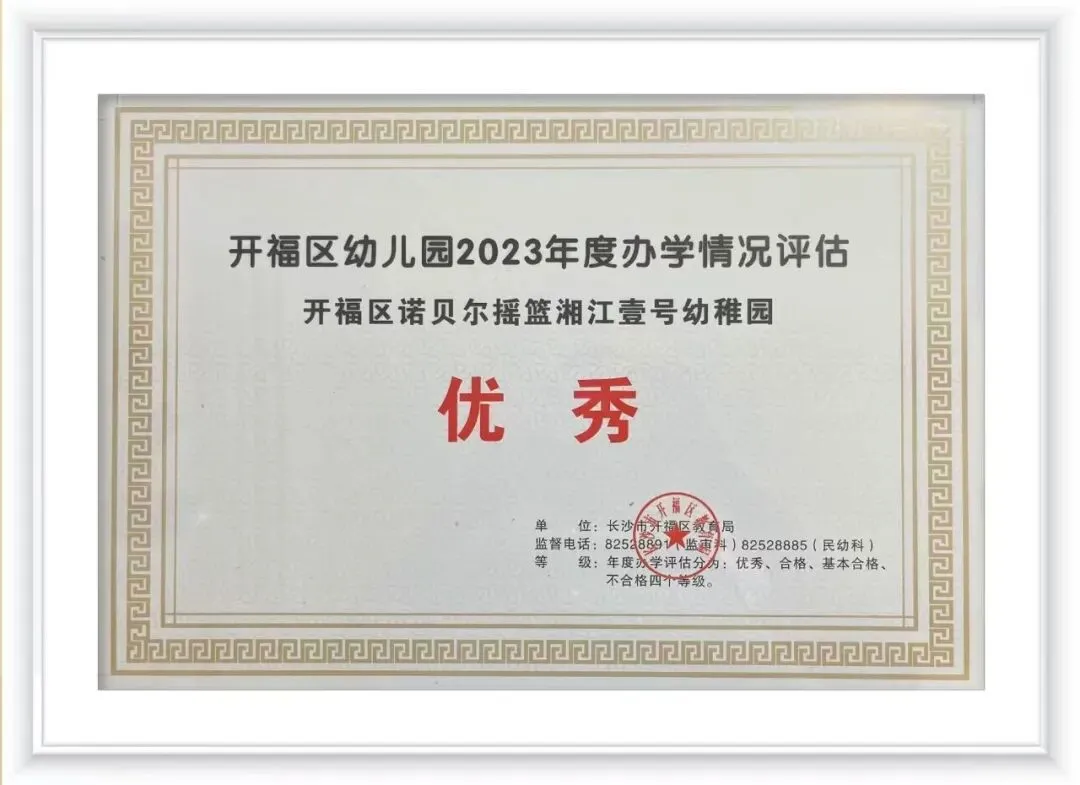 开福区幼儿园2023年度办学情况评估
开福区诺贝尔摇篮湘江壹号幼稚园
优 秀
单 位：长沙市开福区教育局
监督电话：82528891（监审科）82528885（民幼科）
等 级：年度办学评估分为：优秀、合格、基本合格、
不合格四个等级。